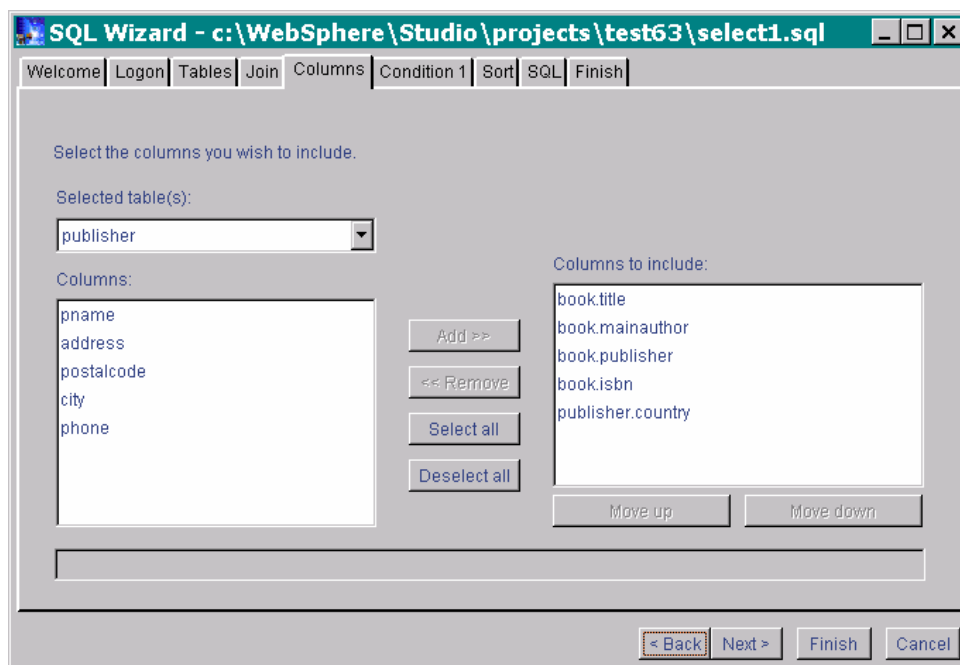 SQL Wizard - c:\WebSphere\Studio\projects\test63\select1.sql
Welcome Logon Tables Join Columns Condition 1 Sort SQL Finish
Select the columns you wish to include.
Selected table(s):
publisher
Columns:
pname
address
postalcode
city
phone
Add >>
<< Remove
Select all
Deselect all
Columns to include:
book.title
book.mainauthor
book.publisher
book.isbn
publisher.country
Move up Move down
< Back Next > Finish Cancel